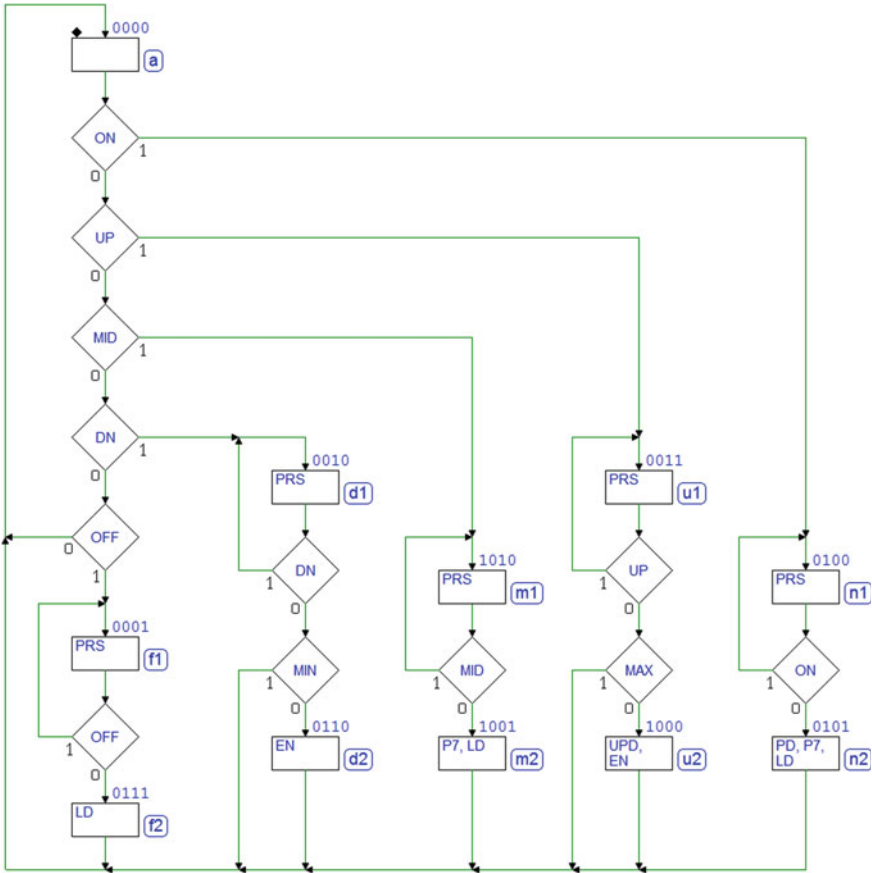 0000
a
ON
1
0
UP
1
0
MID
1
0
DN
1
0
OFF
0
1
0001
PRS
f1
OFF
1
0
0111
LD
f2
0010
PRS
d1
DN
1
0
MIN
1
0
0110
EN
d2
1010
PRS
m1
MID
1
0
1001
P7, LD
m2
0011
PRS
u1
UP
1
0
MAX
1
0
1000
UPD,
EN
u2
0100
PRS
n1
ON
1
0
0101
PD, P7,
LD
n2